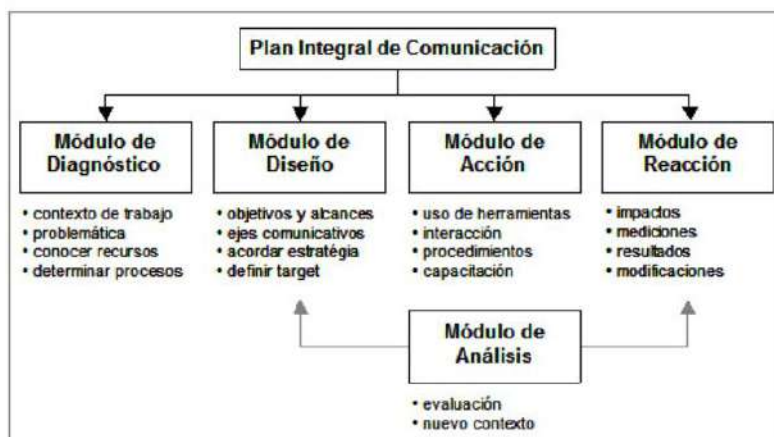 Plan Integral de Comunicación
Módulo de
Diagnóstico
• contexto de trabajo
• problemática
• conocer recursos
• determinar procesos
Módulo de
Diseño
• objetivos y alcances
• ejes comunicativos
• acordar estratégia
• definir target
Módulo de
Acción
• uso de herramientas
• interacción
• procedimientos
• capacitación
Módulo de
Reacción
• impactos
• mediciones
• resultados
• modificaciones
Módulo de
Análisis
• evaluación
• nuevo contexto